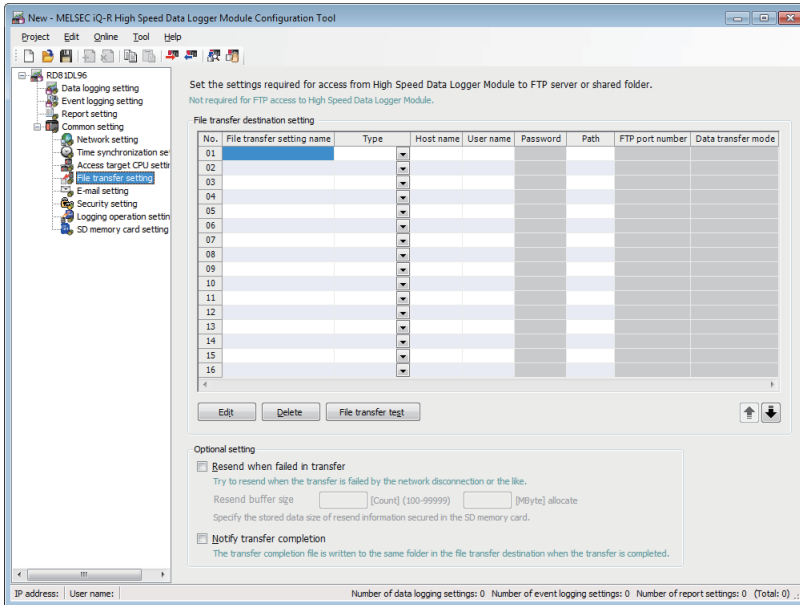 New - MELSEC iQ-R High Speed Data Logger Module Configuration Tool
Project Edit Online Tool Help
RD81DL96
Data logging setting
Event logging setting
Report setting
Common setting
Network setting
Time synchronization se
Access target CPU settin
File transfer setting
E-mail setting
Security setting
Logging operation settin
SD memory card setting
Set the settings required for access from High Speed Data Logger Module to FTP server or shared folder.
Not required for FTP access to High Speed Data Logger Module.
File transfer destination setting
No. File transfer setting name Type Host name User name Password Path FTP port number Data transfer mode
01
02
03
04
05
06
07
08
09
10
11
12
13
14
15
16
Edit Delete File transfer test
Optional setting
Resend when failed in transfer
Try to resend when the transfer is failed by the network disconnection or the like.
Resend buffer size [Count] (100-99999) [MByte] allocate
Specify the stored data size of resend information secured in the SD memory card.
Notify transfer completion
The transfer completion file is written to the same folder in the file transfer destination when the transfer is completed.
IP address: User name: Number of data logging settings: 0 Number of event logging settings: 0 Number of report settings: 0 (Total: 0)